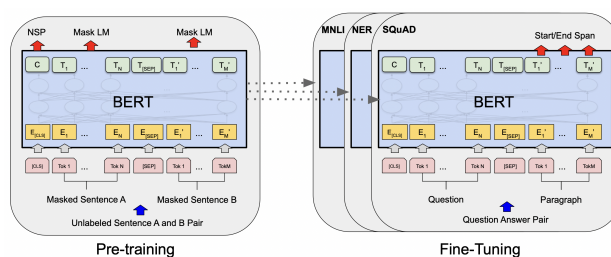 NSP Mask LM Mask LM
C T1 ... TN T[SEP] T1' ... TM'
BERT
E[CLS] E1 ... EN E[SEP] E1' ... EM'
[CLS] Tok 1 ... Tok N [SEP] Tok 1 ... TokM
Masked Sentence A Masked Sentence B
Unlabeled Sentence A and B Pair
Pre-training
MNLI NER SQuAD
Start/End Span
C T1 ... TN T[SEP] T1' ... TM'
BERT
E[CLS] E1 ... EN E[SEP] E1' ... EM'
[CLS] Tok 1 ... Tok N [SEP] Tok 1 ... TokM
Question Paragraph
Question Answer Pair
Fine-Tuning